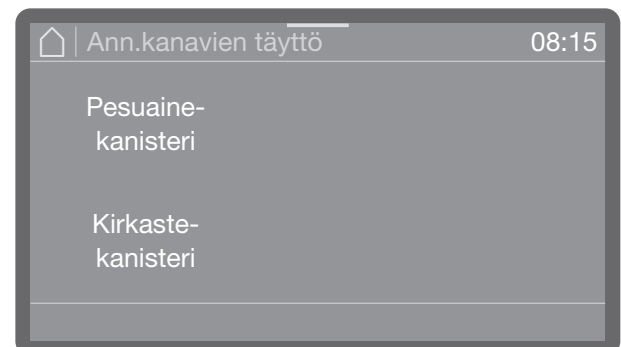 Ann.kanavien täyttö 08:15
Pesuaine-
kanisteri
Kirkaste-
kanisteri